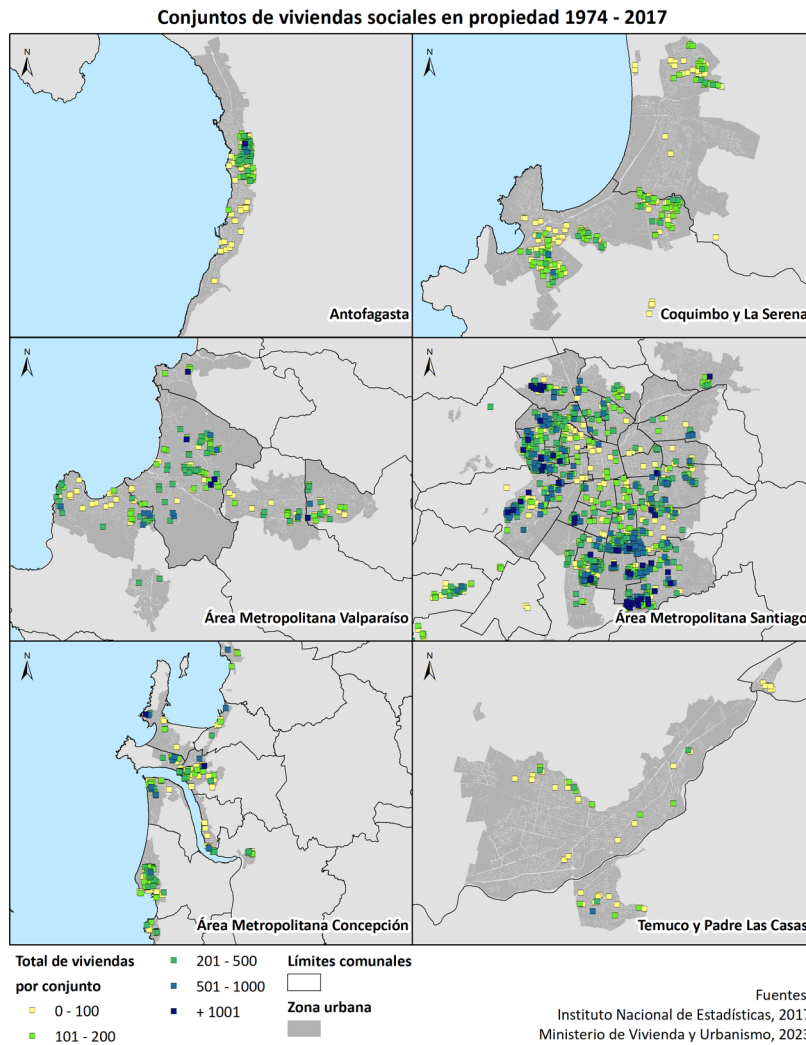 Conjuntos de viviendas sociales en propiedad 1974 - 2017
N
Antofagasta
N
Coquimbo y La Serena
N
Área Metropolitana Valparaíso
N
Área Metropolitana Santiago
N
Área Metropolitana Concepción
N
Temuco y Padre Las Casas
Total de viviendas
por conjunto
0 - 100
101 - 200
201 - 500
501 - 1000
+ 1001
Límites comunales
Zona urbana
Fuentes
Instituto Nacional de Estadísticas, 2017
Ministerio de Vivienda y Urbanismo, 2023